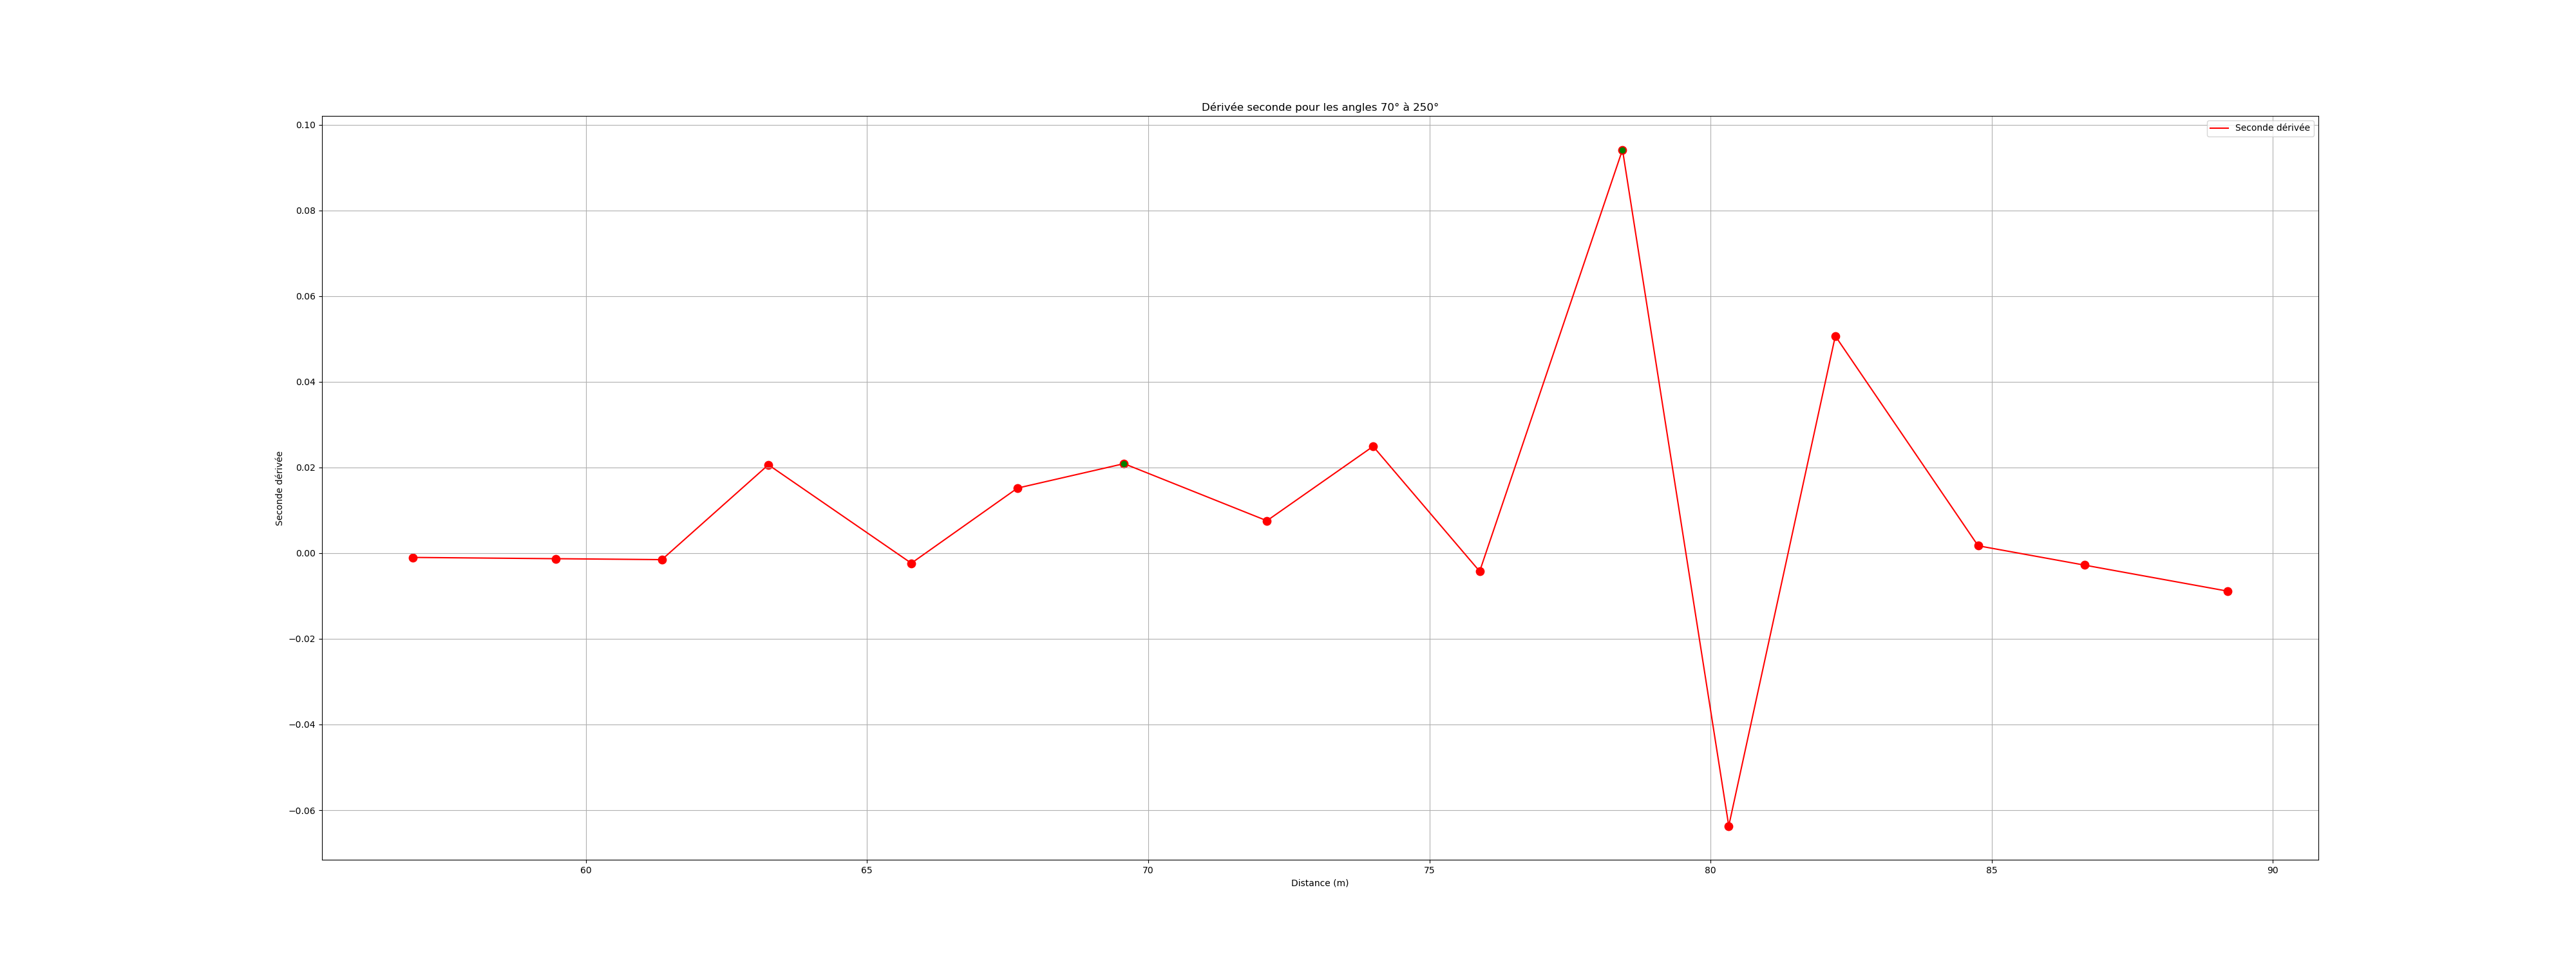 Dérivée seconde pour les angles 70° à 250°
Seconde dérivée
0.10
0.08
0.06
0.04
0.02
0.00
−0.02
−0.04
−0.06
Seconde dérivée
60 65 70 75 80 85 90
Distance (m)